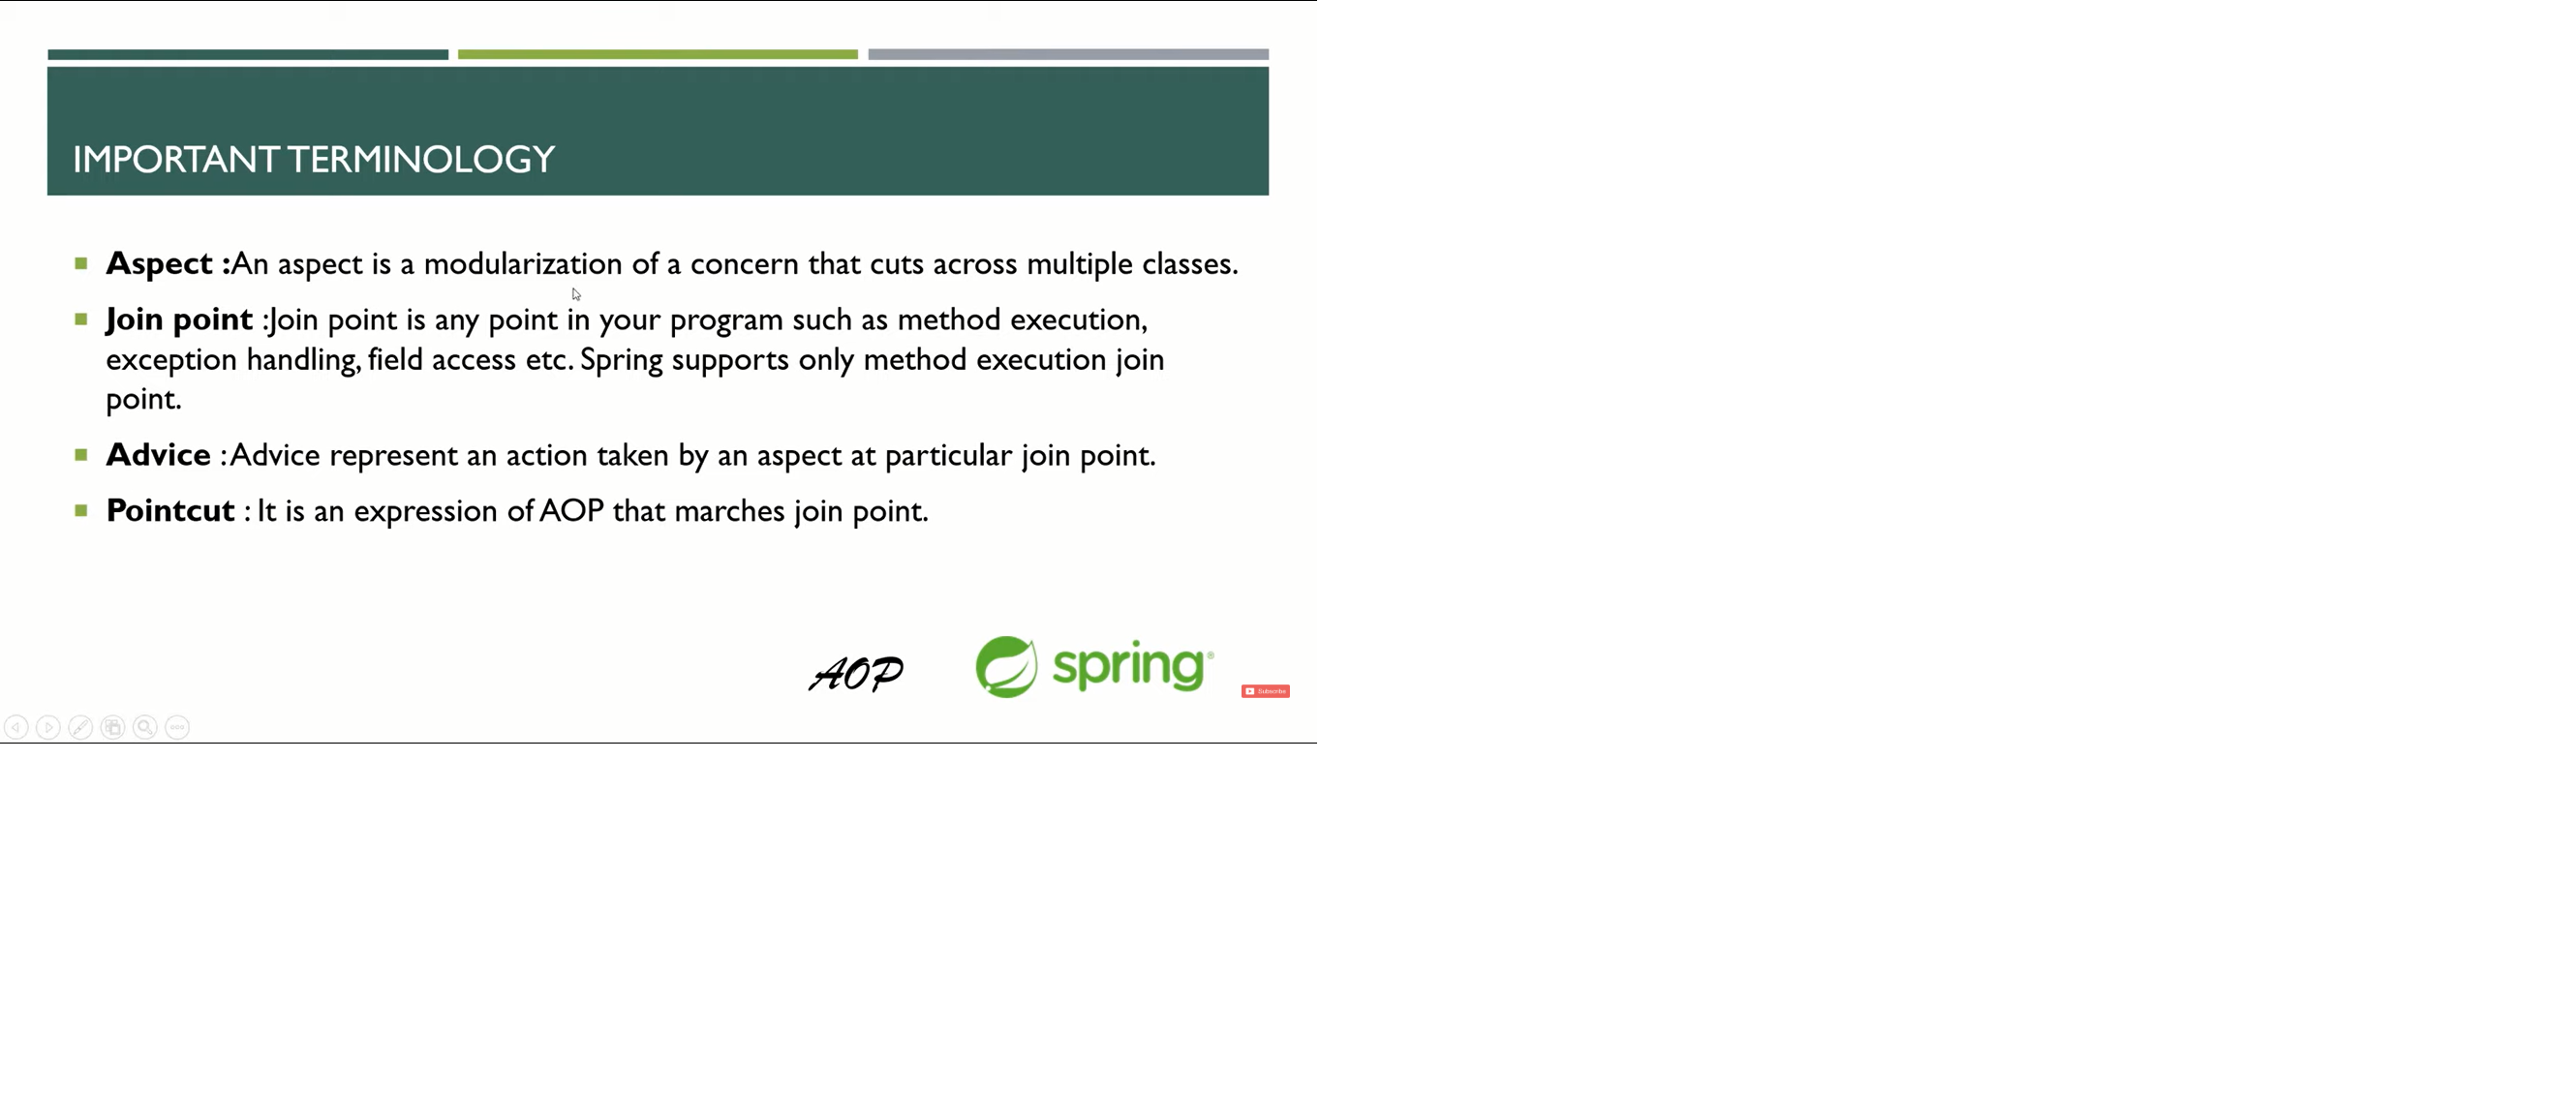 IMPORTANT TERMINOLOGY
Aspect :An aspect is a modularization of a concern that cuts across multiple classes.
Join point :Join point is any point in your program such as method execution,
exception handling, field access etc. Spring supports only method execution join
point.
Advice : Advice represent an action taken by an aspect at particular join point.
Pointcut : It is an expression of AOP that marches join point.
AOP
spring®
Subscribe